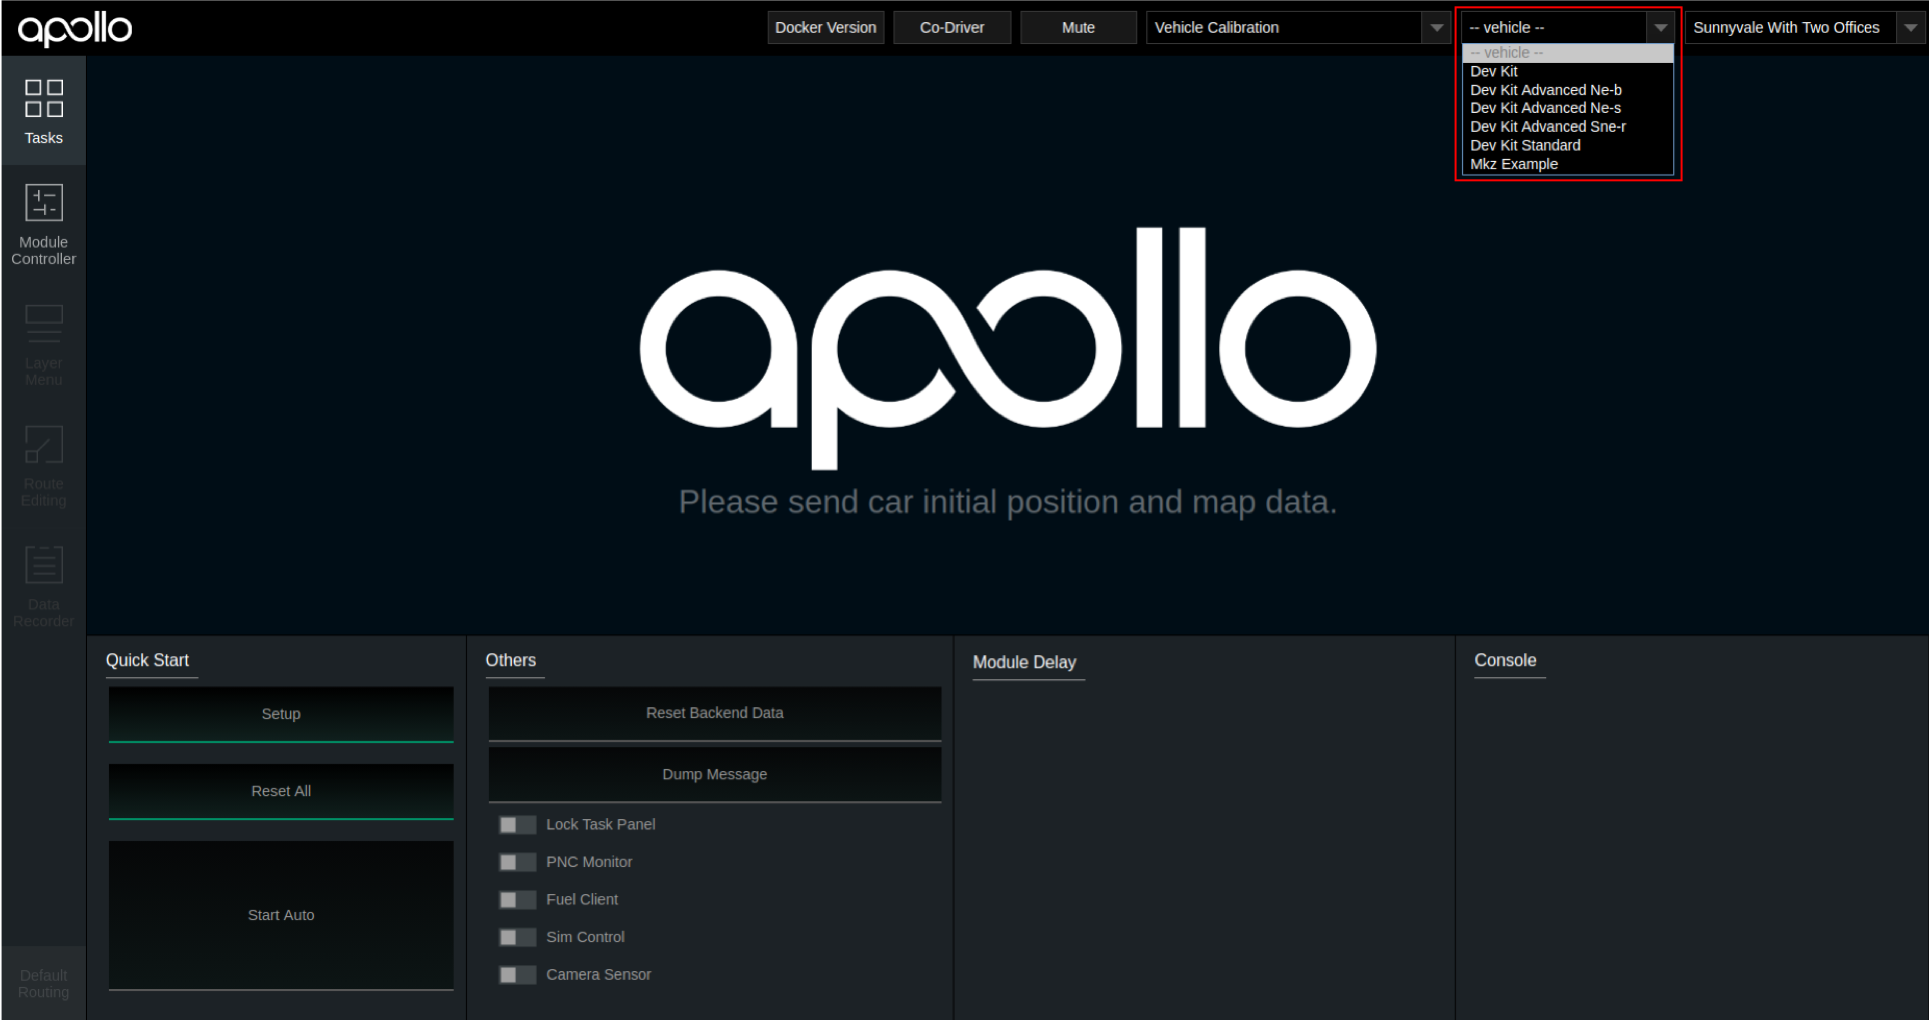 apollo
Docker Version
Co-Driver
Mute
Vehicle Calibration
-- vehicle --
Sunnyvale With Two Offices
-- vehicle --
Dev Kit
Dev Kit Advanced Ne-b
Dev Kit Advanced Ne-s
Dev Kit Advanced Sne-r
Dev Kit Standard
Mkz Example
Tasks
Module
Controller
Layer
Menu
Route
Editing
Data
Recorder
Default
Routing
apollo
Please send car initial position and map data.
Quick Start
Setup
Reset All
Start Auto
Others
Reset Backend Data
Dump Message
Lock Task Panel
PNC Monitor
Fuel Client
Sim Control
Camera Sensor
Module Delay
Console